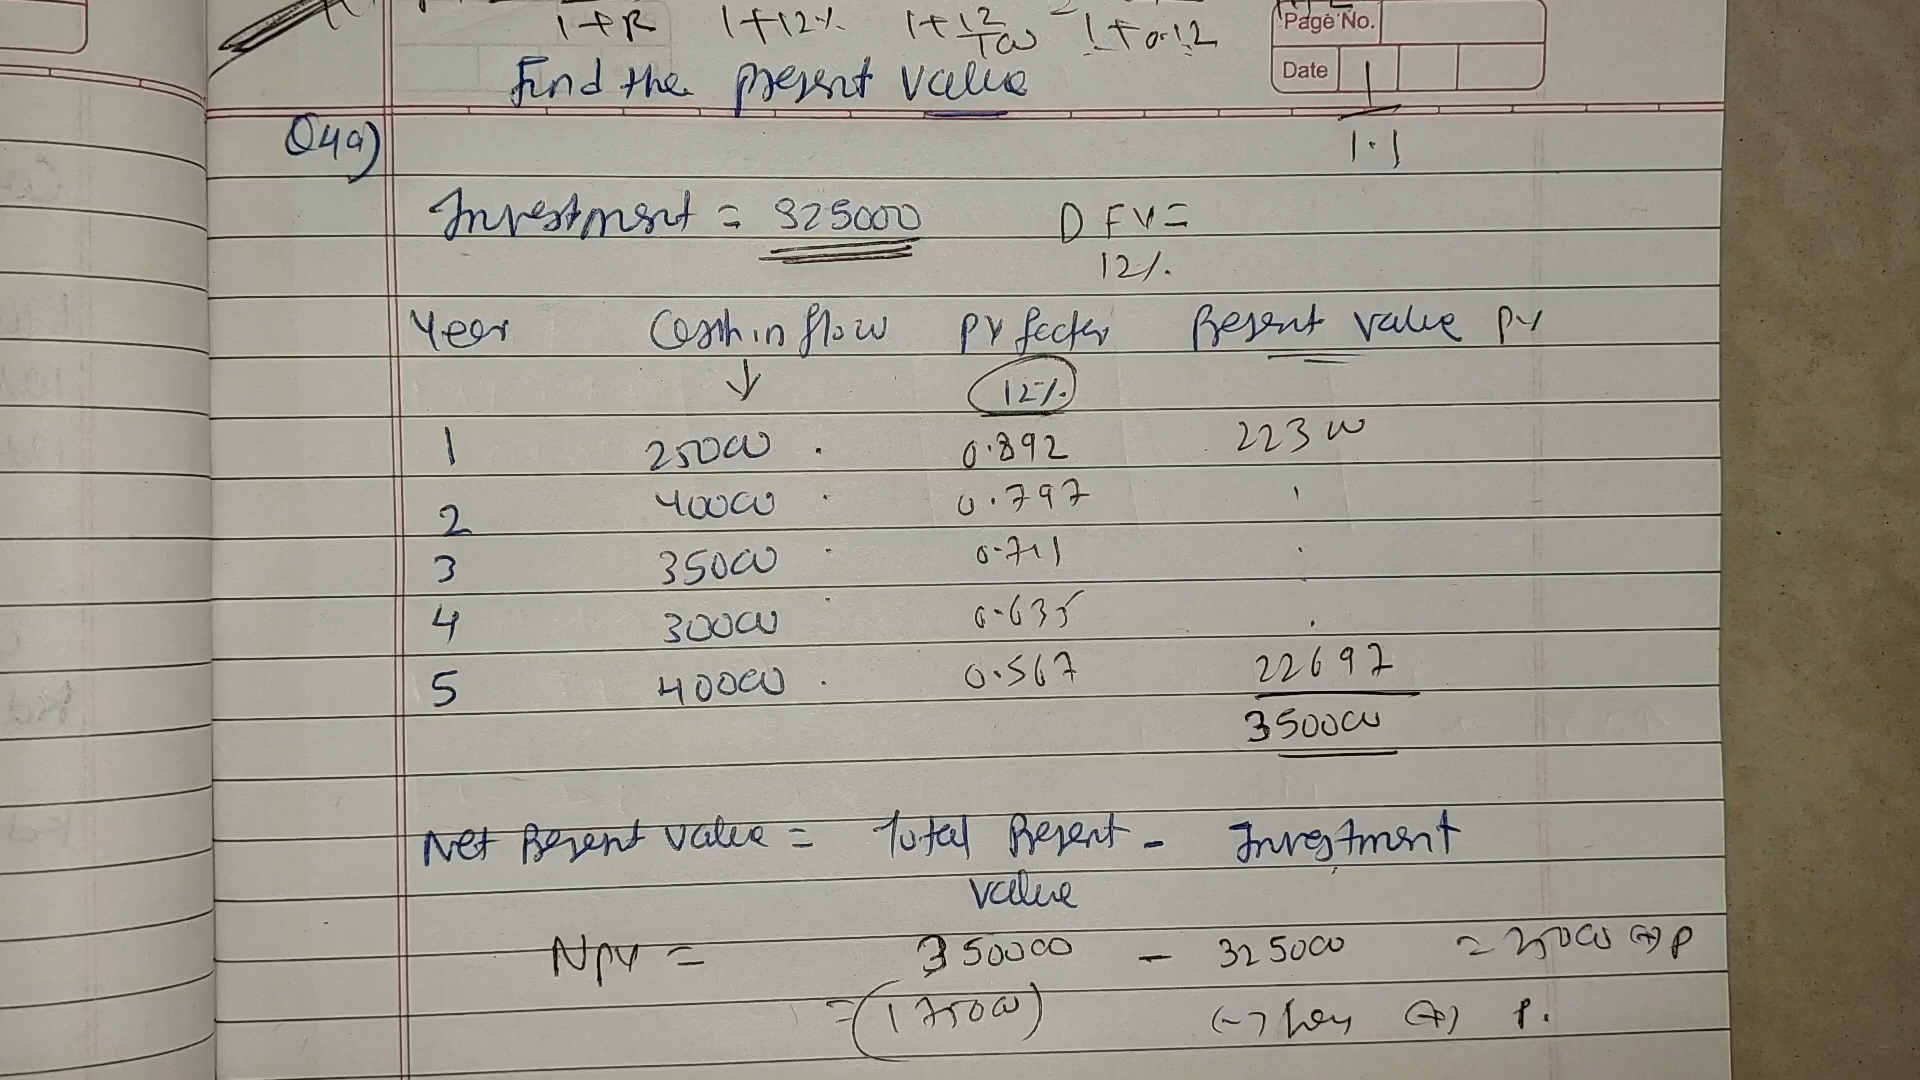 1+R 1+12% 1+12/100 = 1+0.12
Page No.
Date
Find the present value
1/1.1
Q4a)
Investment = 325000 DFV =
12%.
Year Cash in flow PV factor Present value PV
↓ 12%.
1 25000 . 0.892 22300
2 40000 . 0.797
3 35000 . 0.711 .
4 30000 . 0.635 .
5 40000 . 0.567 22697
350000
Net Present value = Total Present - Investment
value
NPV = 350000 - 325000 = 25000 (+) P
= (175000) (-) (+) P.